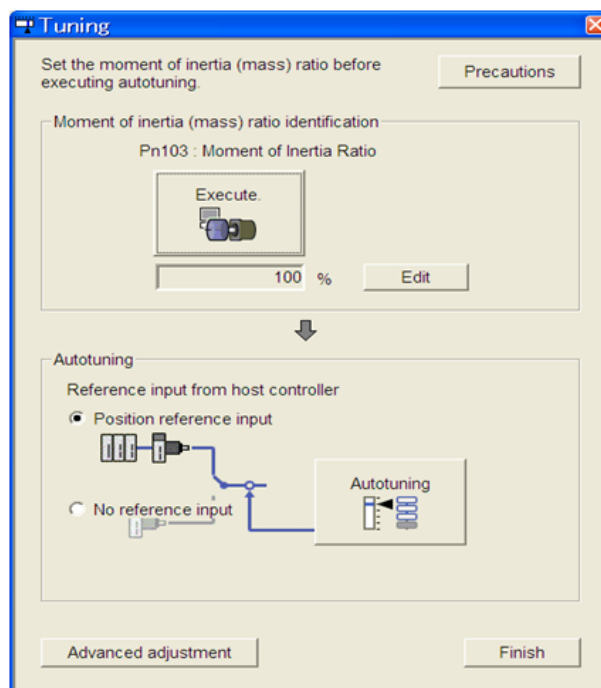 Tuning
Set the moment of inertia (mass) ratio before
executing autotuning.
Precautions
Moment of inertia (mass) ratio identification
Pn103 : Moment of Inertia Ratio
Execute.
100 %
Edit
Autotuning
Reference input from host controller
Position reference input
Autotuning
No reference input
Advanced adjustment
Finish